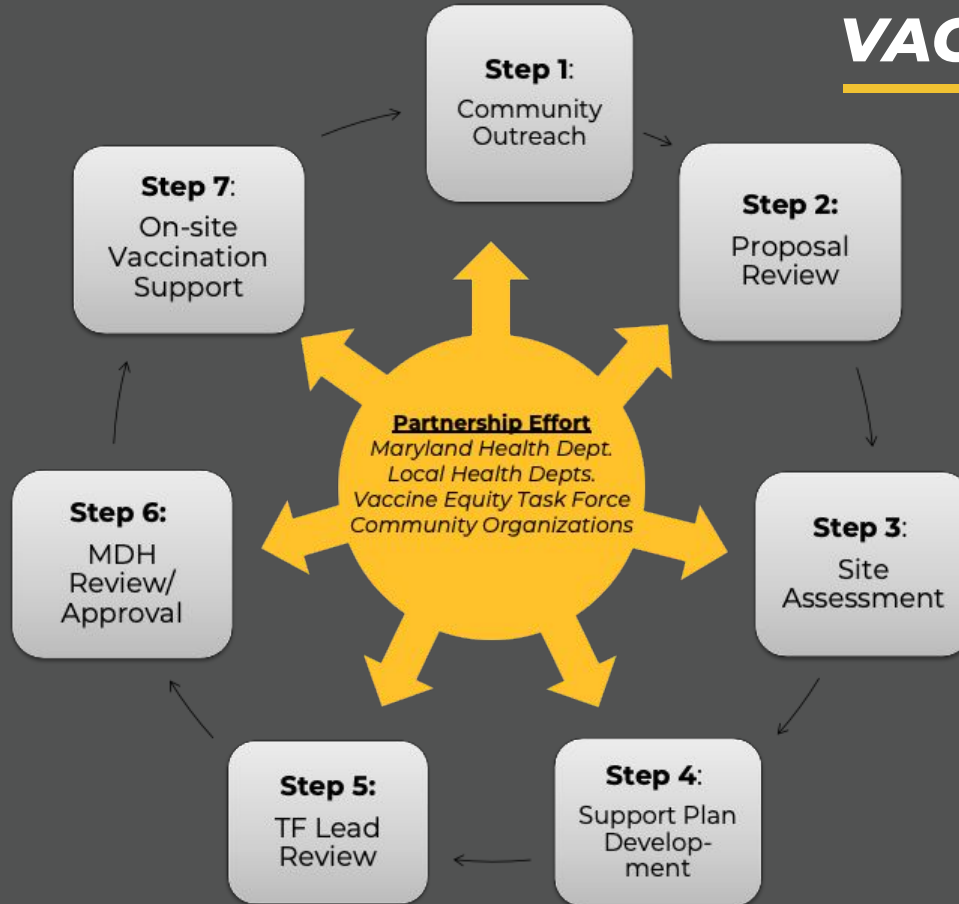 VAC
Step 1:
Community
Outreach
Step 2:
Proposal
Review
Step 3:
Site
Assessment
Step 4:
Support Plan
Develop-
ment
Step 5:
TF Lead
Review
Step 6:
MDH
Review/
Approval
Step 7:
On-site
Vaccination
Support
Partnership Effort
Maryland Health Dept.
Local Health Depts.
Vaccine Equity Task Force
Community Organizations